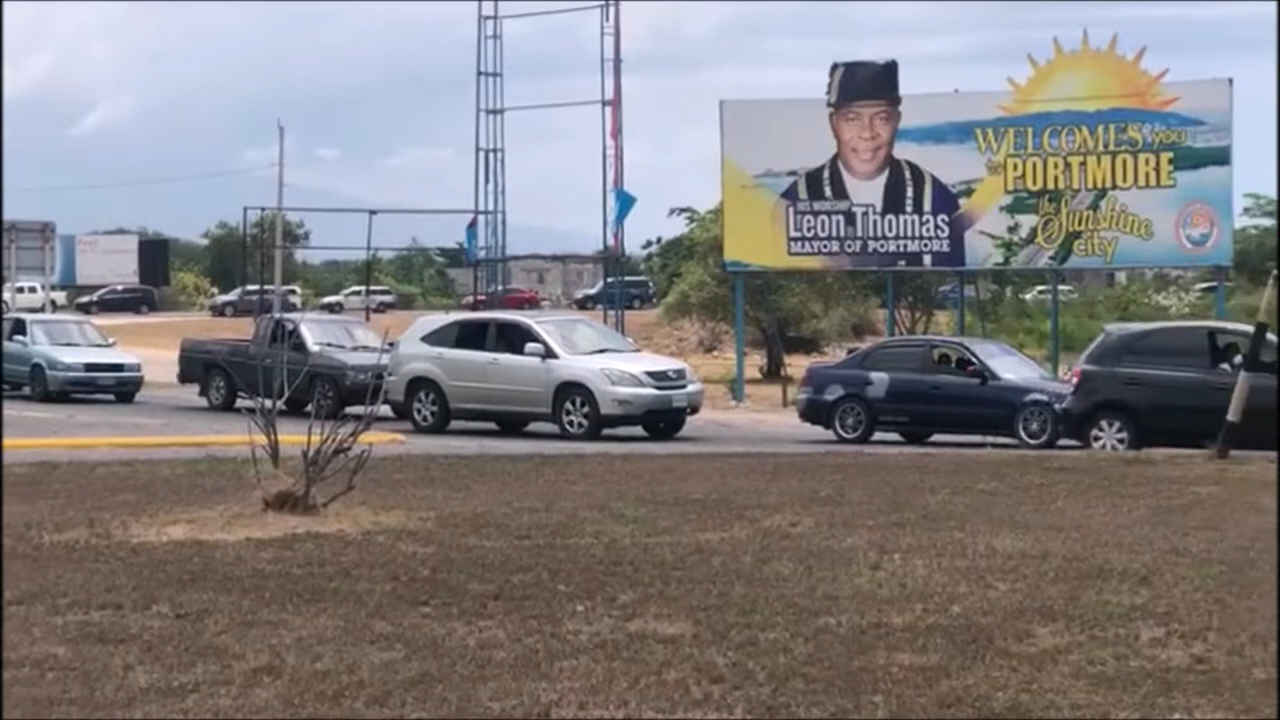 HIS WORSHIP
Leon Thomas
MAYOR OF PORTMORE
WELCOMES you
to PORTMORE
the Sunshine
city